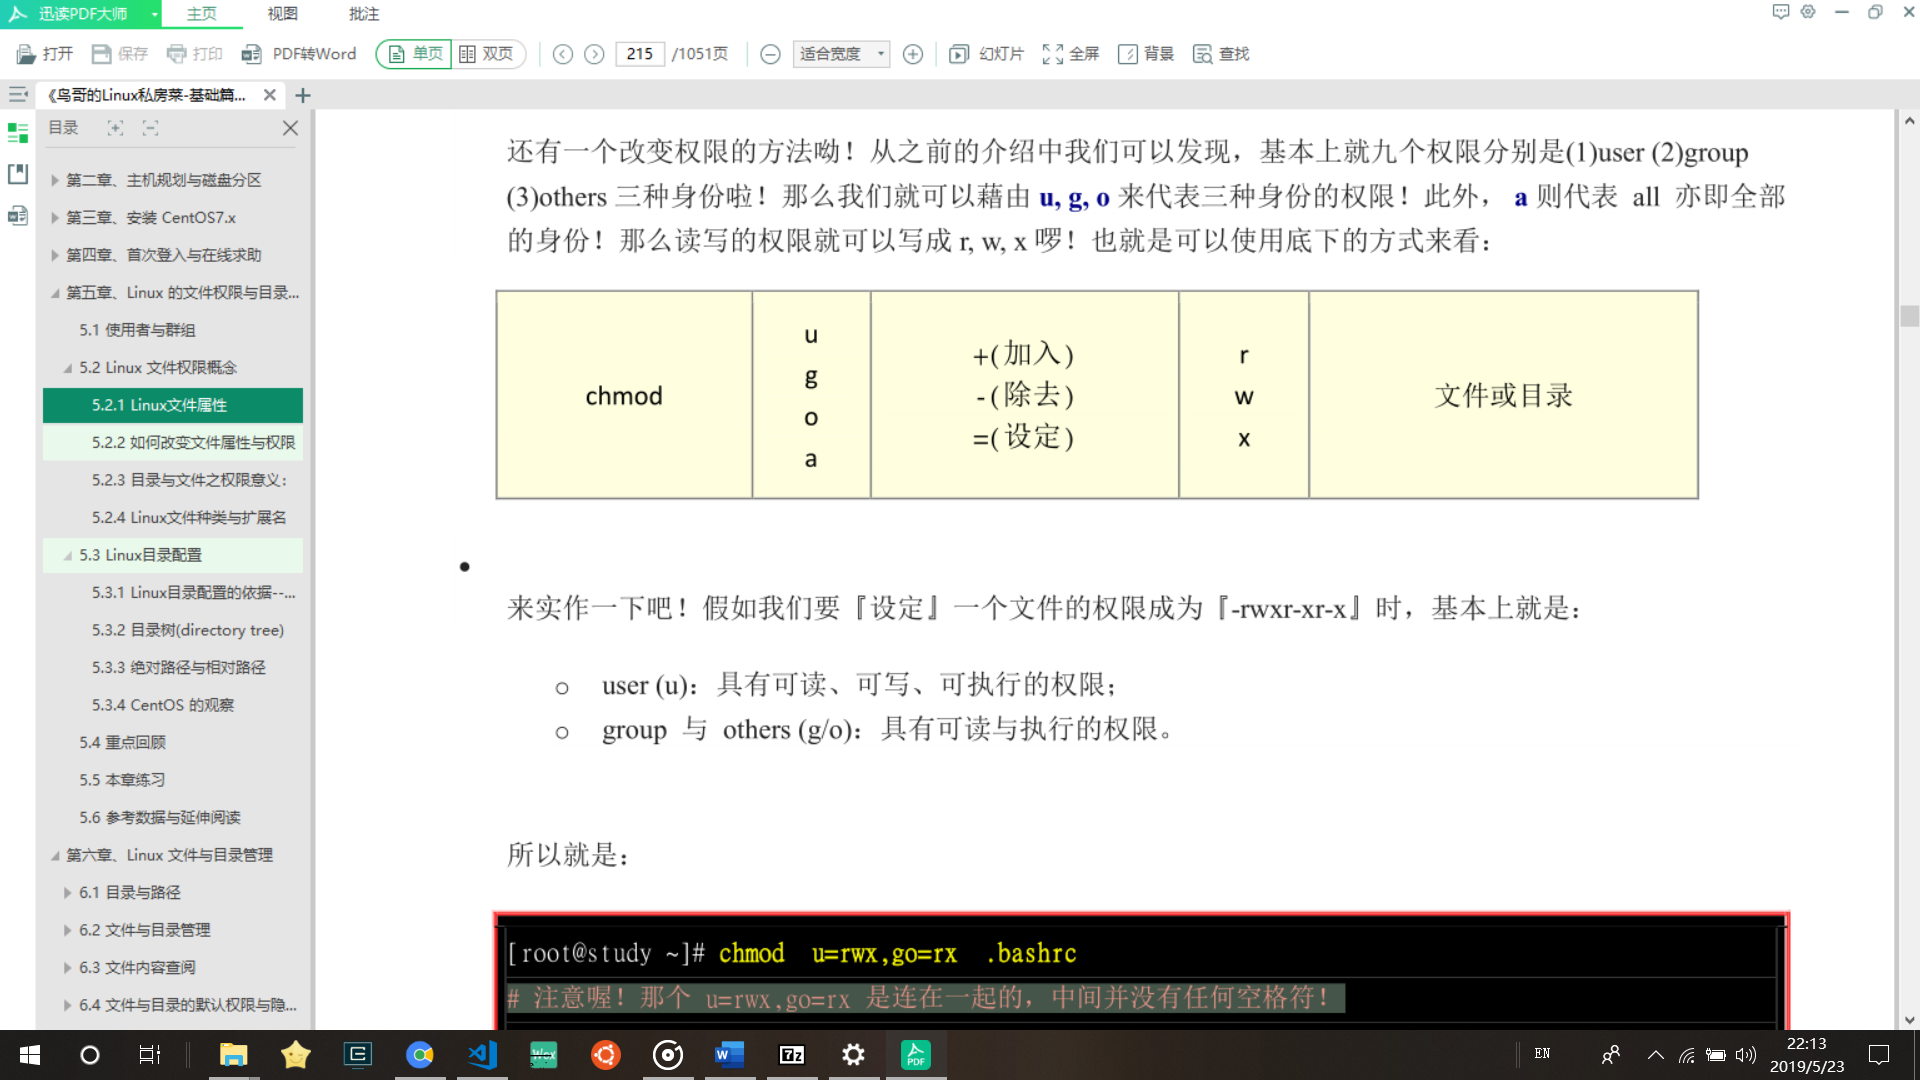 迅读PDF大师 主页 视图 批注
打开 保存 打印 PDF转Word 单页 双页 215 /1051页 适合宽度 幻灯片 全屏 背景 查找
《鸟哥的Linux私房菜-基础篇...
目录
第二章、主机规划与磁盘分区
第三章、安装 CentOS7.x
第四章、首次登入与在线求助
第五章、Linux 的文件权限与目录...
5.1 使用者与群组
5.2 Linux 文件权限概念
5.2.1 Linux文件属性
5.2.2 如何改变文件属性与权限
5.2.3 目录与文件之权限意义：
5.2.4 Linux文件种类与扩展名
5.3 Linux目录配置
5.3.1 Linux目录配置的依据--...
5.3.2 目录树(directory tree)
5.3.3 绝对路径与相对路径
5.3.4 CentOS 的观察
5.4 重点回顾
5.5 本章练习
5.6 参考数据与延伸阅读
第六章、Linux 文件与目录管理
6.1 目录与路径
6.2 文件与目录管理
6.3 文件内容查阅
6.4 文件与目录的默认权限与隐...
还有一个改变权限的方法呦！从之前的介绍中我们可以发现，基本上就九个权限分别是(1)user (2)group
(3)others 三种身份啦！那么我们就可以藉由 u, g, o 来代表三种身份的权限！此外， a 则代表 all 亦即全部
的身份！那么读写的权限就可以写成 r, w, x 啰！也就是可以使用底下的方式来看：
chmod
u
g
o
a
+(加入)
-(除去)
=(设定)
r
w
x
文件或目录
来实作一下吧！假如我们要『设定』一个文件的权限成为『-rwxr-xr-x』时，基本上就是：
user (u)：具有可读、可写、可执行的权限；
group 与 others (g/o)：具有可读与执行的权限。
所以就是：
[root@study ~]# chmod u=rwx,go=rx .bashrc
# 注意喔！那个 u=rwx,go=rx 是连在一起的，中间并没有任何空格符！
Wox
W
7z
PDF
EN
22:13
2019/5/23